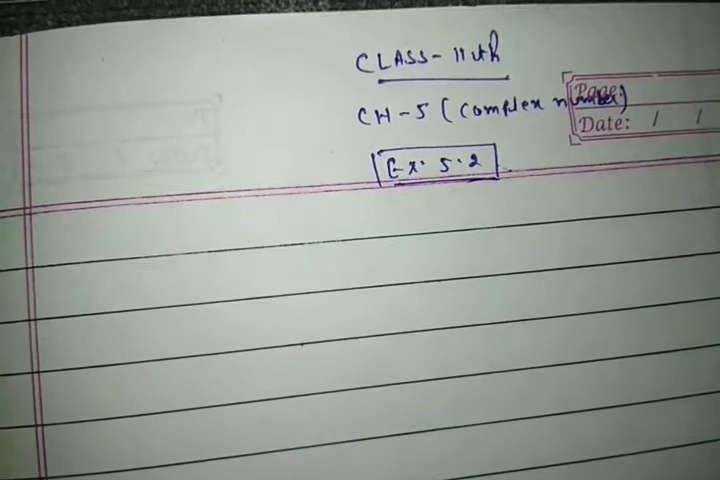 CLASS-11th
CH-5 (Complex number)
Page:
Date: / /
Ex. 5.2